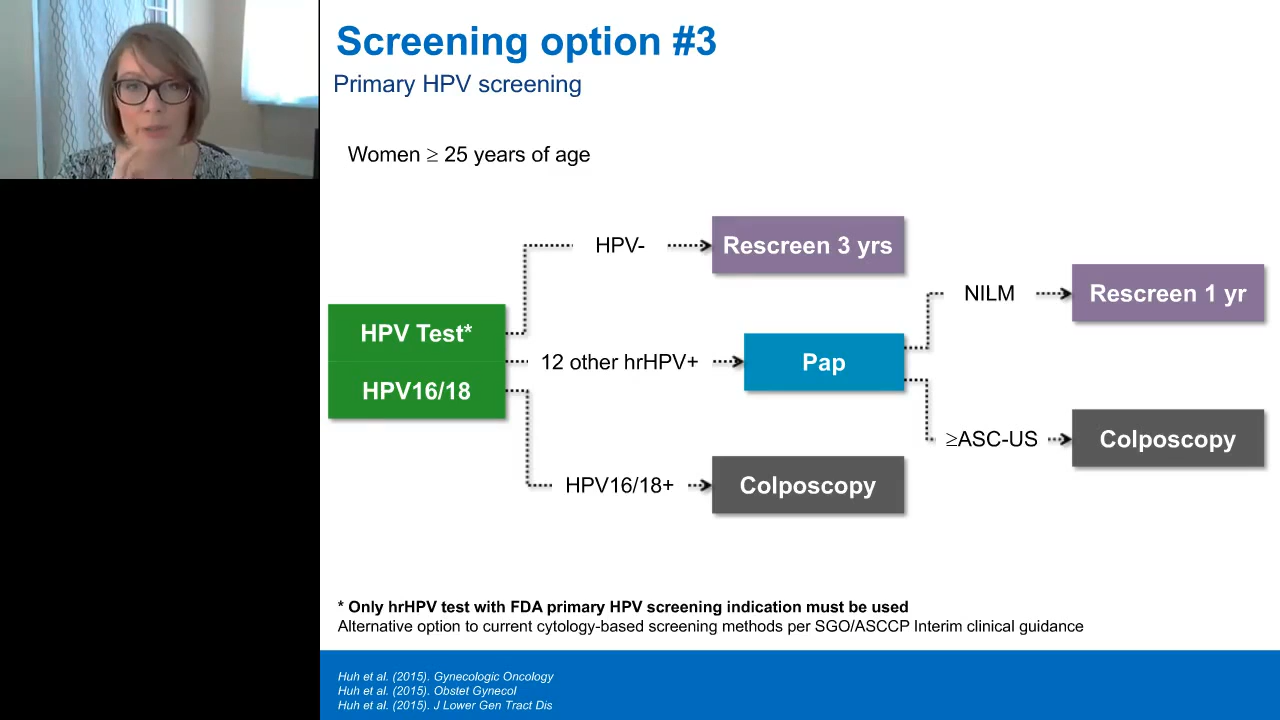 Screening option #3
Primary HPV screening
Women ≥ 25 years of age
HPV-
Rescreen 3 yrs
NILM
Rescreen 1 yr
HPV Test*
12 other hrHPV+
Pap
HPV16/18
≥ASC-US
Colposcopy
HPV16/18+
Colposcopy
* Only hrHPV test with FDA primary HPV screening indication must be used
Alternative option to current cytology-based screening methods per SGO/ASCCP Interim clinical guidance
Huh et al. (2015). Gynecologic Oncology
Huh et al. (2015). Obstet Gynecol
Huh et al. (2015). J Lower Gen Tract Dis